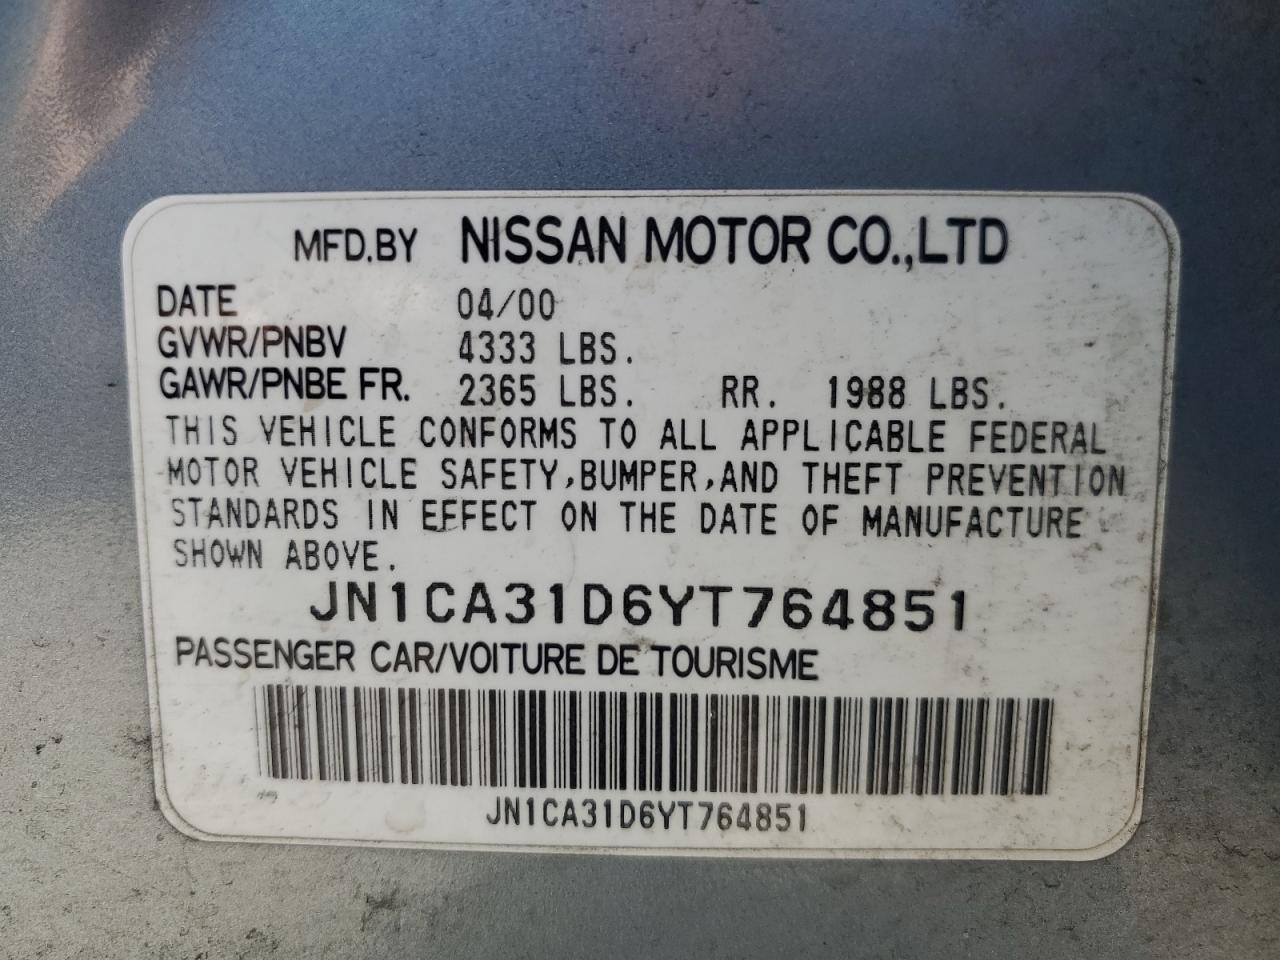 MFD.BY NISSAN MOTOR CO.,LTD
DATE 04/00
GVWR/PNBV 4333 LBS.
GAWR/PNBE FR. 2365 LBS. RR. 1988 LBS.
THIS VEHICLE CONFORMS TO ALL APPLICABLE FEDERAL
MOTOR VEHICLE SAFETY,BUMPER,AND THEFT PREVENTION
STANDARDS IN EFFECT ON THE DATE OF MANUFACTURE
SHOWN ABOVE.
JN1CA31D6YT764851
PASSENGER CAR/VOITURE DE TOURISME
JN1CA31D6YT764851